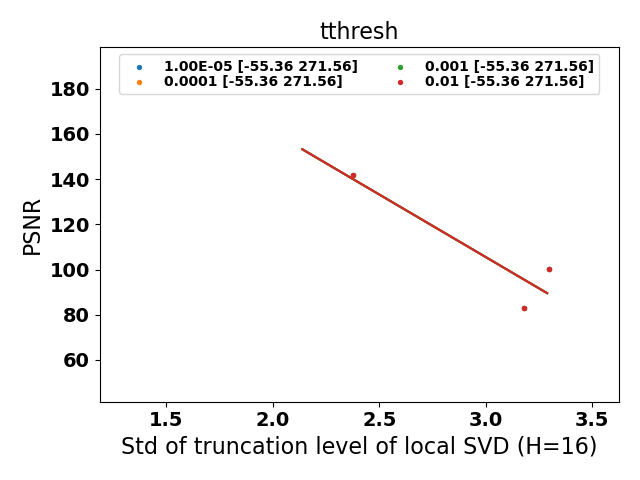 tthresh
1.00E-05 [-55.36 271.56]
0.0001 [-55.36 271.56]
0.001 [-55.36 271.56]
0.01 [-55.36 271.56]
PSNR
180
160
140
120
100
80
60
1.5 2.0 2.5 3.0 3.5
Std of truncation level of local SVD (H=16)